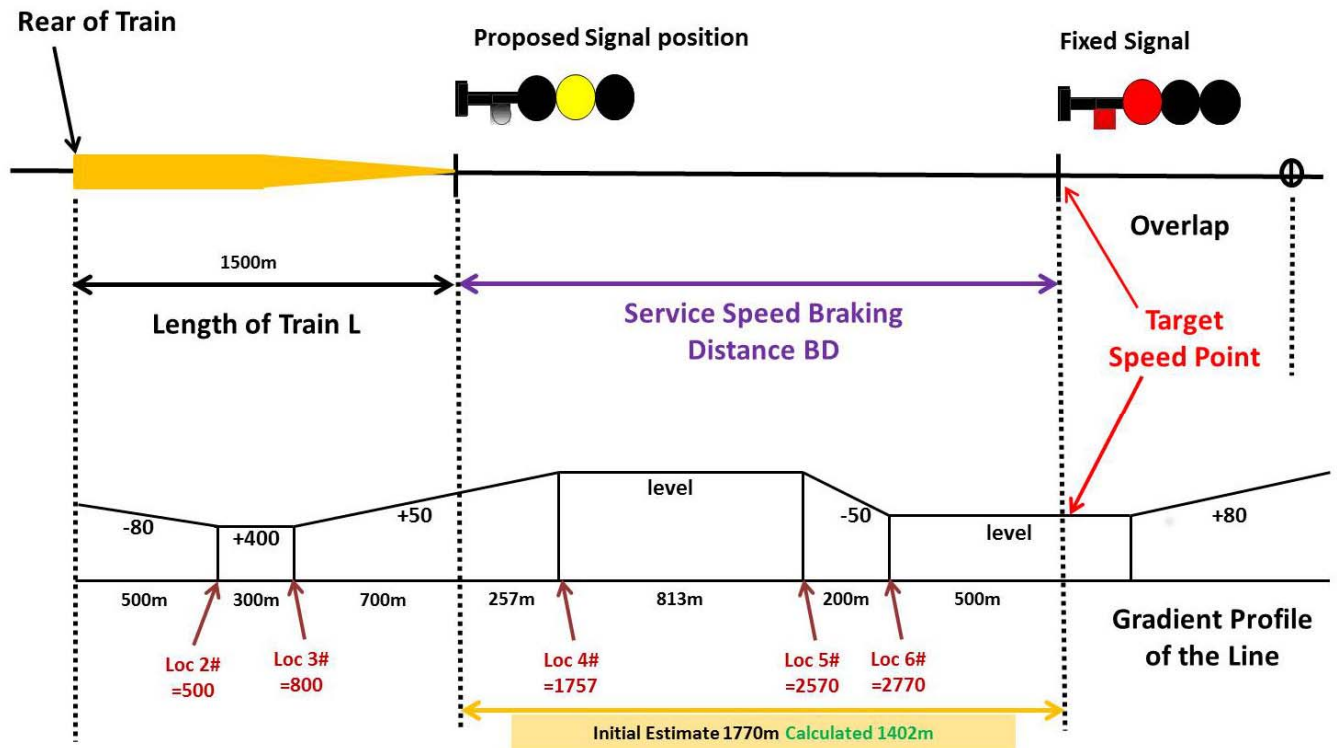 Rear of Train
Proposed Signal position
Fixed Signal
Overlap
1500m
Length of Train L
Service Speed Braking
Distance BD
Target
Speed Point
-80
+400
+50
level
-50
level
+80
500m
300m
700m
257m
813m
200m
500m
Gradient Profile
of the Line
Loc 2#
=500
Loc 3#
=800
Loc 4#
=1757
Loc 5#
=2570
Loc 6#
=2770
Initial Estimate 1770m Calculated 1402m